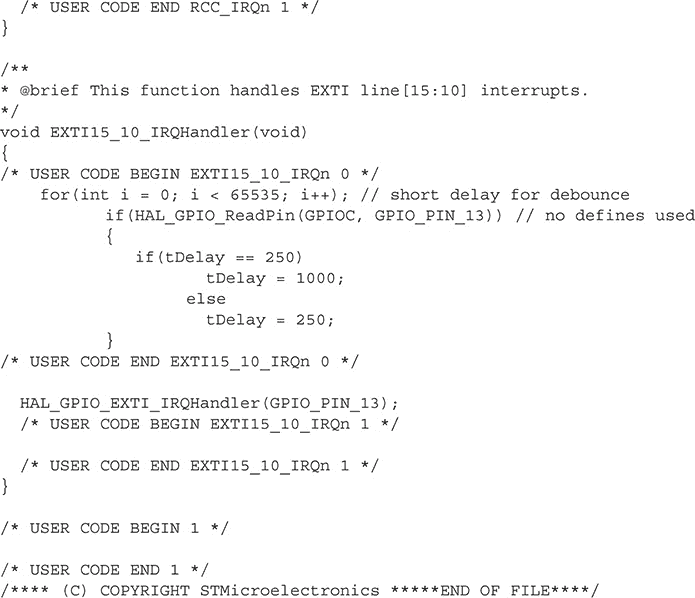 /* USER CODE END RCC_IRQn 1 */
}
/**
* @brief This function handles EXTI line[15:10] interrupts.
*/
void EXTI15_10_IRQHandler(void)
{
/* USER CODE BEGIN EXTI15_10_IRQn 0 */
for(int i = 0; i < 65535; i++); // short delay for debounce
if(HAL_GPIO_ReadPin(GPIOC, GPIO_PIN_13)) // no defines used
{
if(tDelay == 250)
tDelay = 1000;
else
tDelay = 250;
}
/* USER CODE END EXTI15_10_IRQn 0 */
HAL_GPIO_EXTI_IRQHandler(GPIO_PIN_13);
/* USER CODE BEGIN EXTI15_10_IRQn 1 */
/* USER CODE END EXTI15_10_IRQn 1 */
}
/* USER CODE BEGIN 1 */
/* USER CODE END 1 */
/**** (C) COPYRIGHT STMicroelectronics *****END OF FILE****/